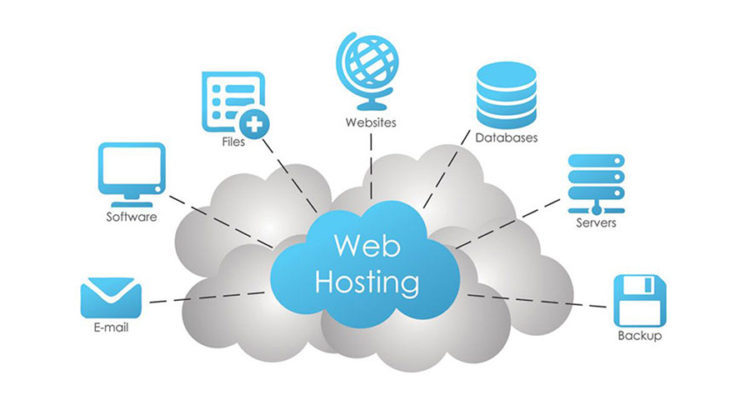 Websites
Files
Databases
Software
Servers
Web
Hosting
E-mail
Backup